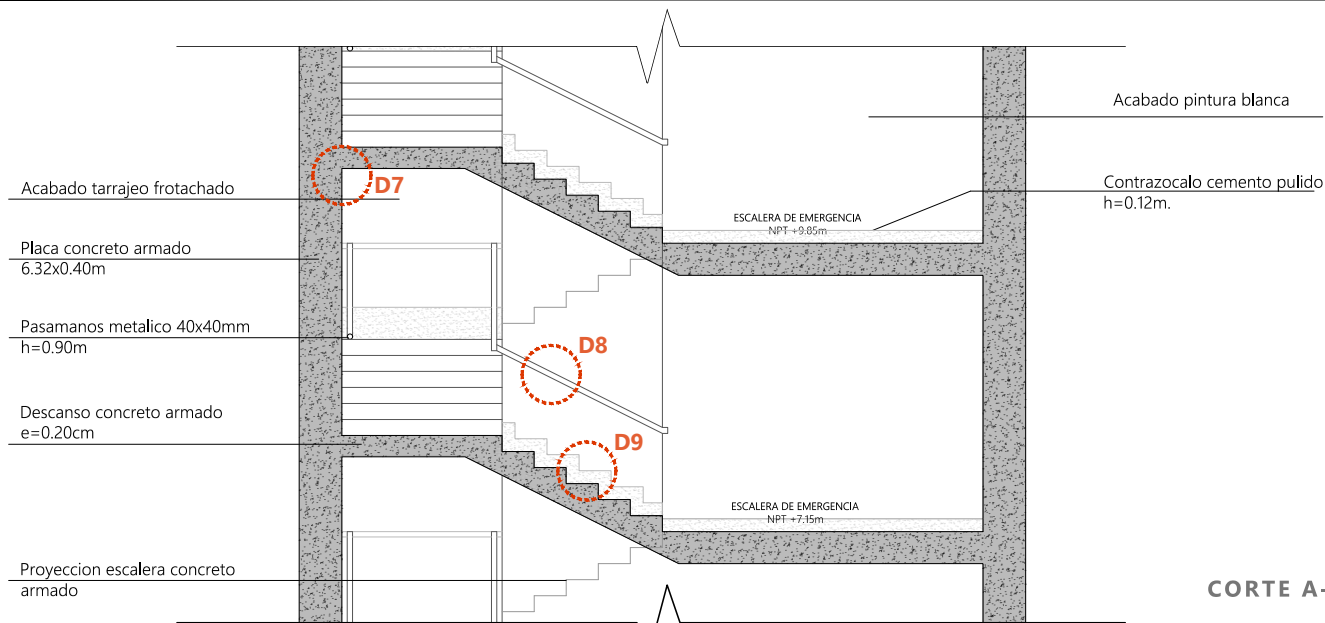 Acabado pintura blanca
Acabado tarrajeo frotachado
D7
Contrazocalo cemento pulido
h=0.12m.
ESCALERA DE EMERGENCIA
NPT +9.85m
Placa concreto armado
6.32x0.40m
Pasamanos metalico 40x40mm
h=0.90m
D8
Descanso concreto armado
e=0.20cm
D9
ESCALERA DE EMERGENCIA
NPT +7.15m
Proyeccion escalera concreto
armado
CORTE A-